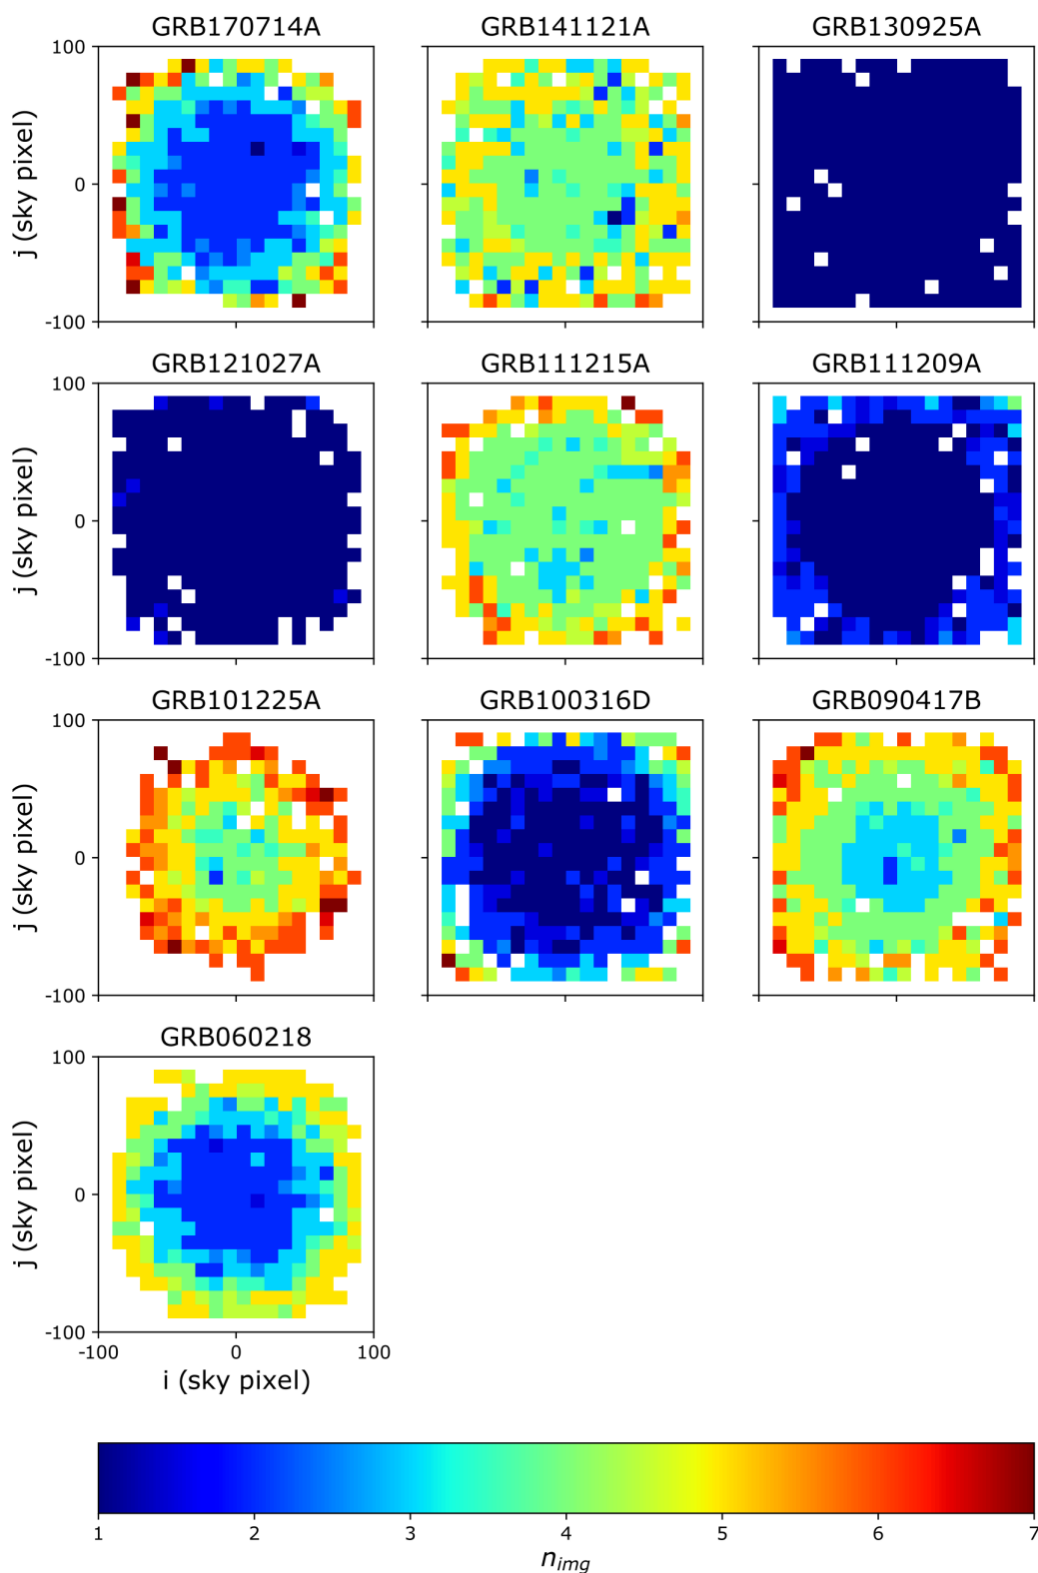 GRB170714A GRB141121A GRB130925A
100
j (sky pixel)
0
-100
GRB121027A GRB111215A GRB111209A
100
j (sky pixel)
0
-100
GRB101225A GRB100316D GRB090417B
100
j (sky pixel)
0
-100
GRB060218
100
j (sky pixel)
0
-100
-100 0 100
i (sky pixel)
1 2 3 4 5 6 7
n_img